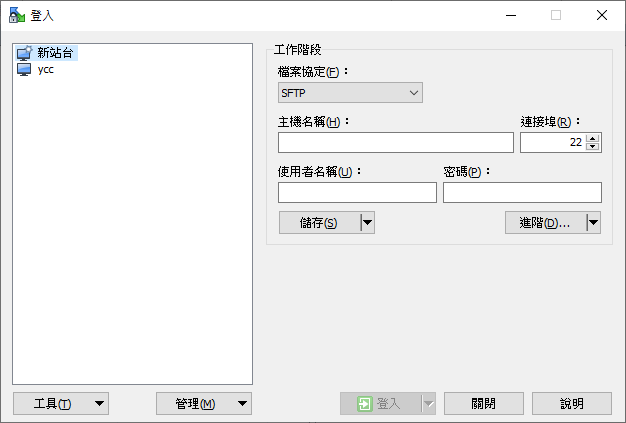 登入
新站台
ycc
工作階段
檔案協定(F)：
SFTP
主機名稱(H)：
連接埠(R)：
22
使用者名稱(U)：
密碼(P)：
儲存(S)
進階(D)...
工具(T)
管理(M)
登入
關閉
說明